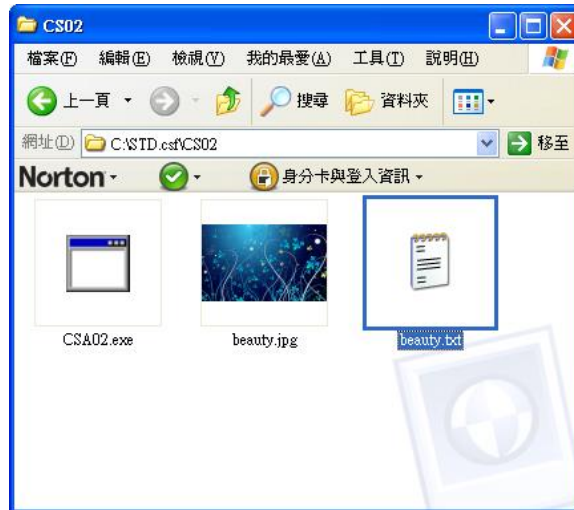 CS02
檔案(F) 編輯(E) 檢視(V) 我的最愛(A) 工具(T) 說明(H)
上一頁 搜尋 資料夾
網址(D) C:\STD.csf\CS02 移至
Norton 身分卡與登入資訊
CSA02.exe beauty.jpg beauty.txt